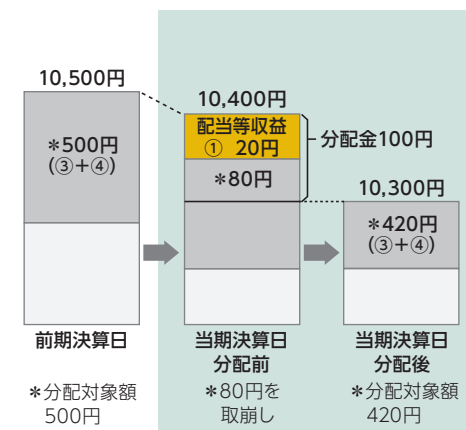 10,500円
*500円
(③+④)
前期決算日
*分配対象額
500円
10,400円
配当等収益
① 20円
*80円
分配金100円
当期決算日
分配前
*80円を
取崩し
10,300円
*420円
(③+④)
当期決算日
分配後
*分配対象額
420円